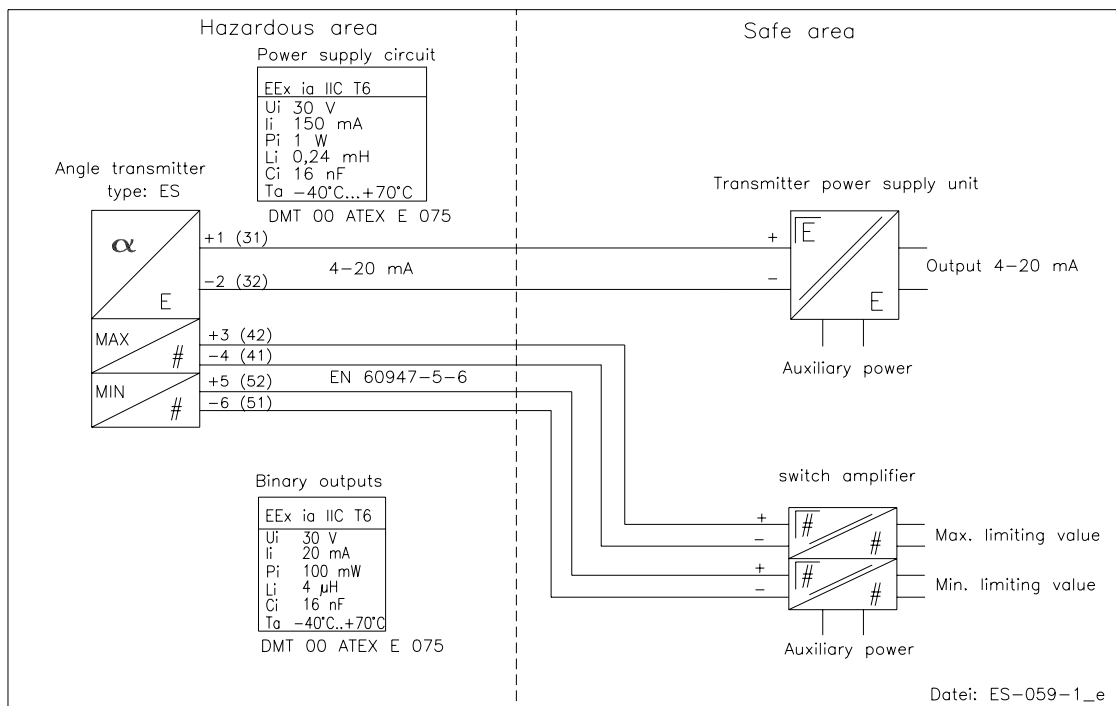 Hazardous area
Safe area
Power supply circuit
EEx ia IIC T6
Ui 30 V
Ii 150 mA
Pi 1 W
Li 0,24 mH
Ci 16 nF
Ta -40°C...+70°C
DMT 00 ATEX E 075
Angle transmitter
type: ES
Transmitter power supply unit
α
E
+1 (31)
4-20 mA
-2 (32)
+
-
E
E
Output 4-20 mA
Auxiliary power
MAX
#
+3 (42)
-4 (41)
MIN
#
+5 (52)
EN 60947-5-6
-6 (51)
Binary outputs
EEx ia IIC T6
Ui 30 V
Ii 20 mA
Pi 100 mW
Li 4 µH
Ci 16 nF
Ta -40°C..+70°C
DMT 00 ATEX E 075
switch amplifier
+
-
#
#
Max. limiting value
+
-
#
#
Min. limiting value
Auxiliary power
Datei: ES-059-1_e